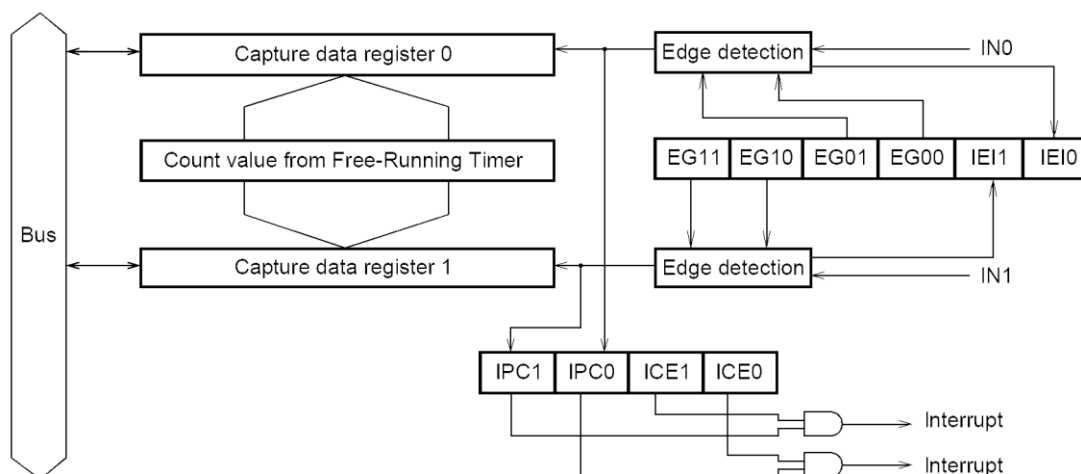 Capture data register 0
Edge detection
IN0
Count value from Free-Running Timer
EG11 EG10 EG01 EG00 IEI1 IEI0
Bus
Capture data register 1
Edge detection
IN1
IPC1 IPC0 ICE1 ICE0
Interrupt
Interrupt